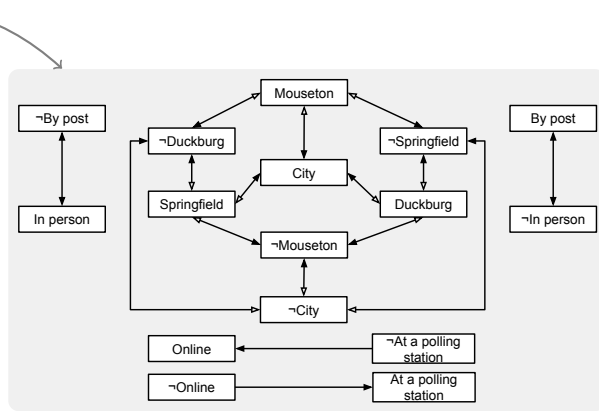 Mouseton
¬By post
By post
¬Duckburg
¬Springfield
City
Springfield
Duckburg
In person
¬In person
¬Mouseton
¬City
Online
¬At a polling
station
¬Online
At a polling
station